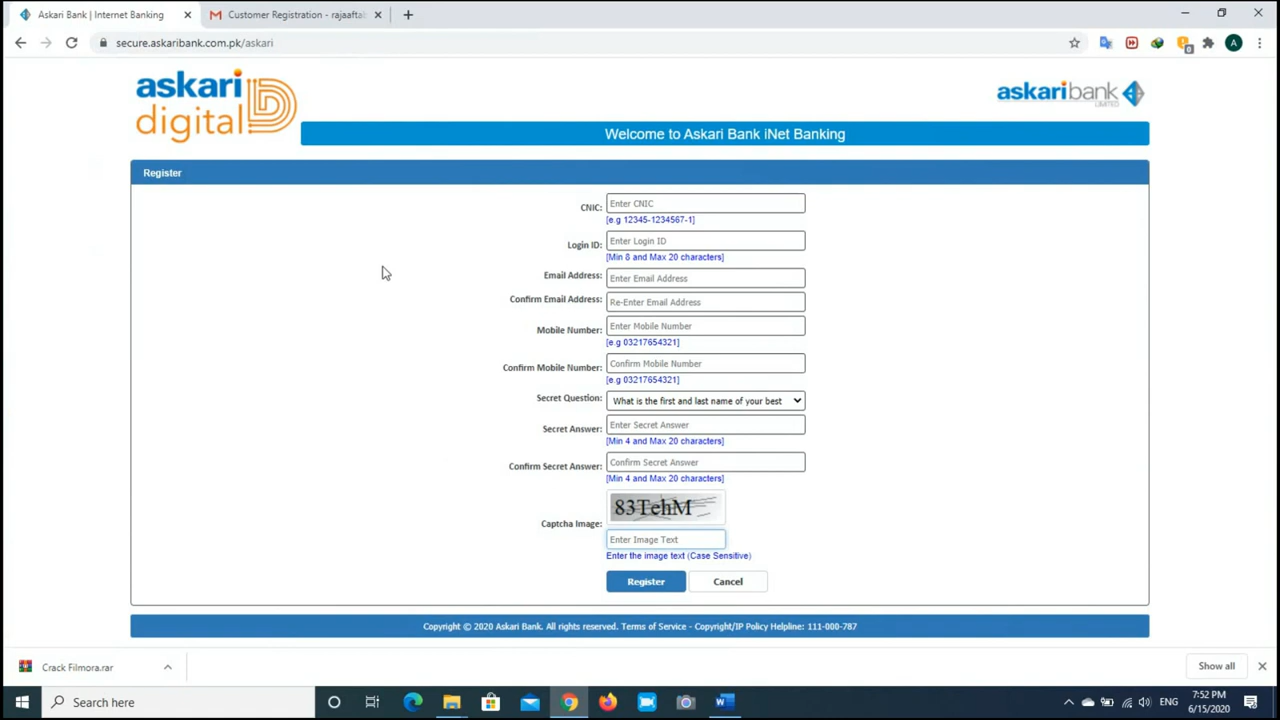 Askari Bank | Internet Banking
Customer Registration - rajaaftab
secure.askaribank.com.pk/askari
A
askari
digital
askaribank
LIMITED
Welcome to Askari Bank iNet Banking
Register
CNIC: Enter CNIC
[e.g 12345-1234567-1]
Login ID: Enter Login ID
[Min 8 and Max 20 characters]
Email Address: Enter Email Address
Confirm Email Address: Re-Enter Email Address
Mobile Number: Enter Mobile Number
[e.g 03217654321]
Confirm Mobile Number: Confirm Mobile Number
[e.g 03217654321]
Secret Question: What is the first and last name of your best
Secret Answer: Enter Secret Answer
[Min 4 and Max 20 characters]
Confirm Secret Answer: Confirm Secret Answer
[Min 4 and Max 20 characters]
83TehM
Captcha Image:
Enter Image Text
Enter the image text (Case Sensitive)
Register Cancel
Copyright © 2020 Askari Bank. All rights reserved. Terms of Service - Copyright/IP Policy Helpline: 111-000-787
Crack Filmora.rar
Show all
Search here
ENG
7:52 PM
6/15/2020